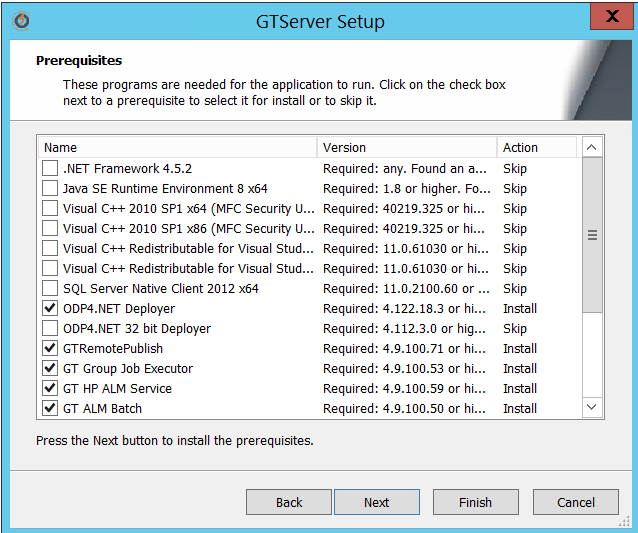 GTServer Setup
x
Prerequisites
These programs are needed for the application to run. Click on the check box
next to a prerequisite to select it for install or to skip it.
Name Version Action
.NET Framework 4.5.2 Required: any. Found an a... Skip
Java SE Runtime Environment 8 x64 Required: 1.8 or higher. Fo... Skip
Visual C++ 2010 SP1 x64 (MFC Security U... Required: 40219.325 or hi... Skip
Visual C++ 2010 SP1 x86 (MFC Security U... Required: 40219.325 or hi... Skip
Visual C++ Redistributable for Visual Stud... Required: 11.0.61030 or hi... Skip
Visual C++ Redistributable for Visual Stud... Required: 11.0.61030 or hi... Skip
SQL Server Native Client 2012 x64 Required: 11.0.2100.60 or ... Skip
ODP4.NET Deployer Required: 4.122.18.3 or hi... Install
ODP4.NET 32 bit Deployer Required: 4.112.3.0 or hig... Skip
GTRemotePublish Required: 4.9.100.71 or hi... Install
GT Group Job Executor Required: 4.9.100.53 or hi... Install
GT HP ALM Service Required: 4.9.100.50 or hi... Install
GT ALM Batch Required: 4.9.100.59 or hi... Install
Press the Next button to install the prerequisites.
Back Next Finish Cancel